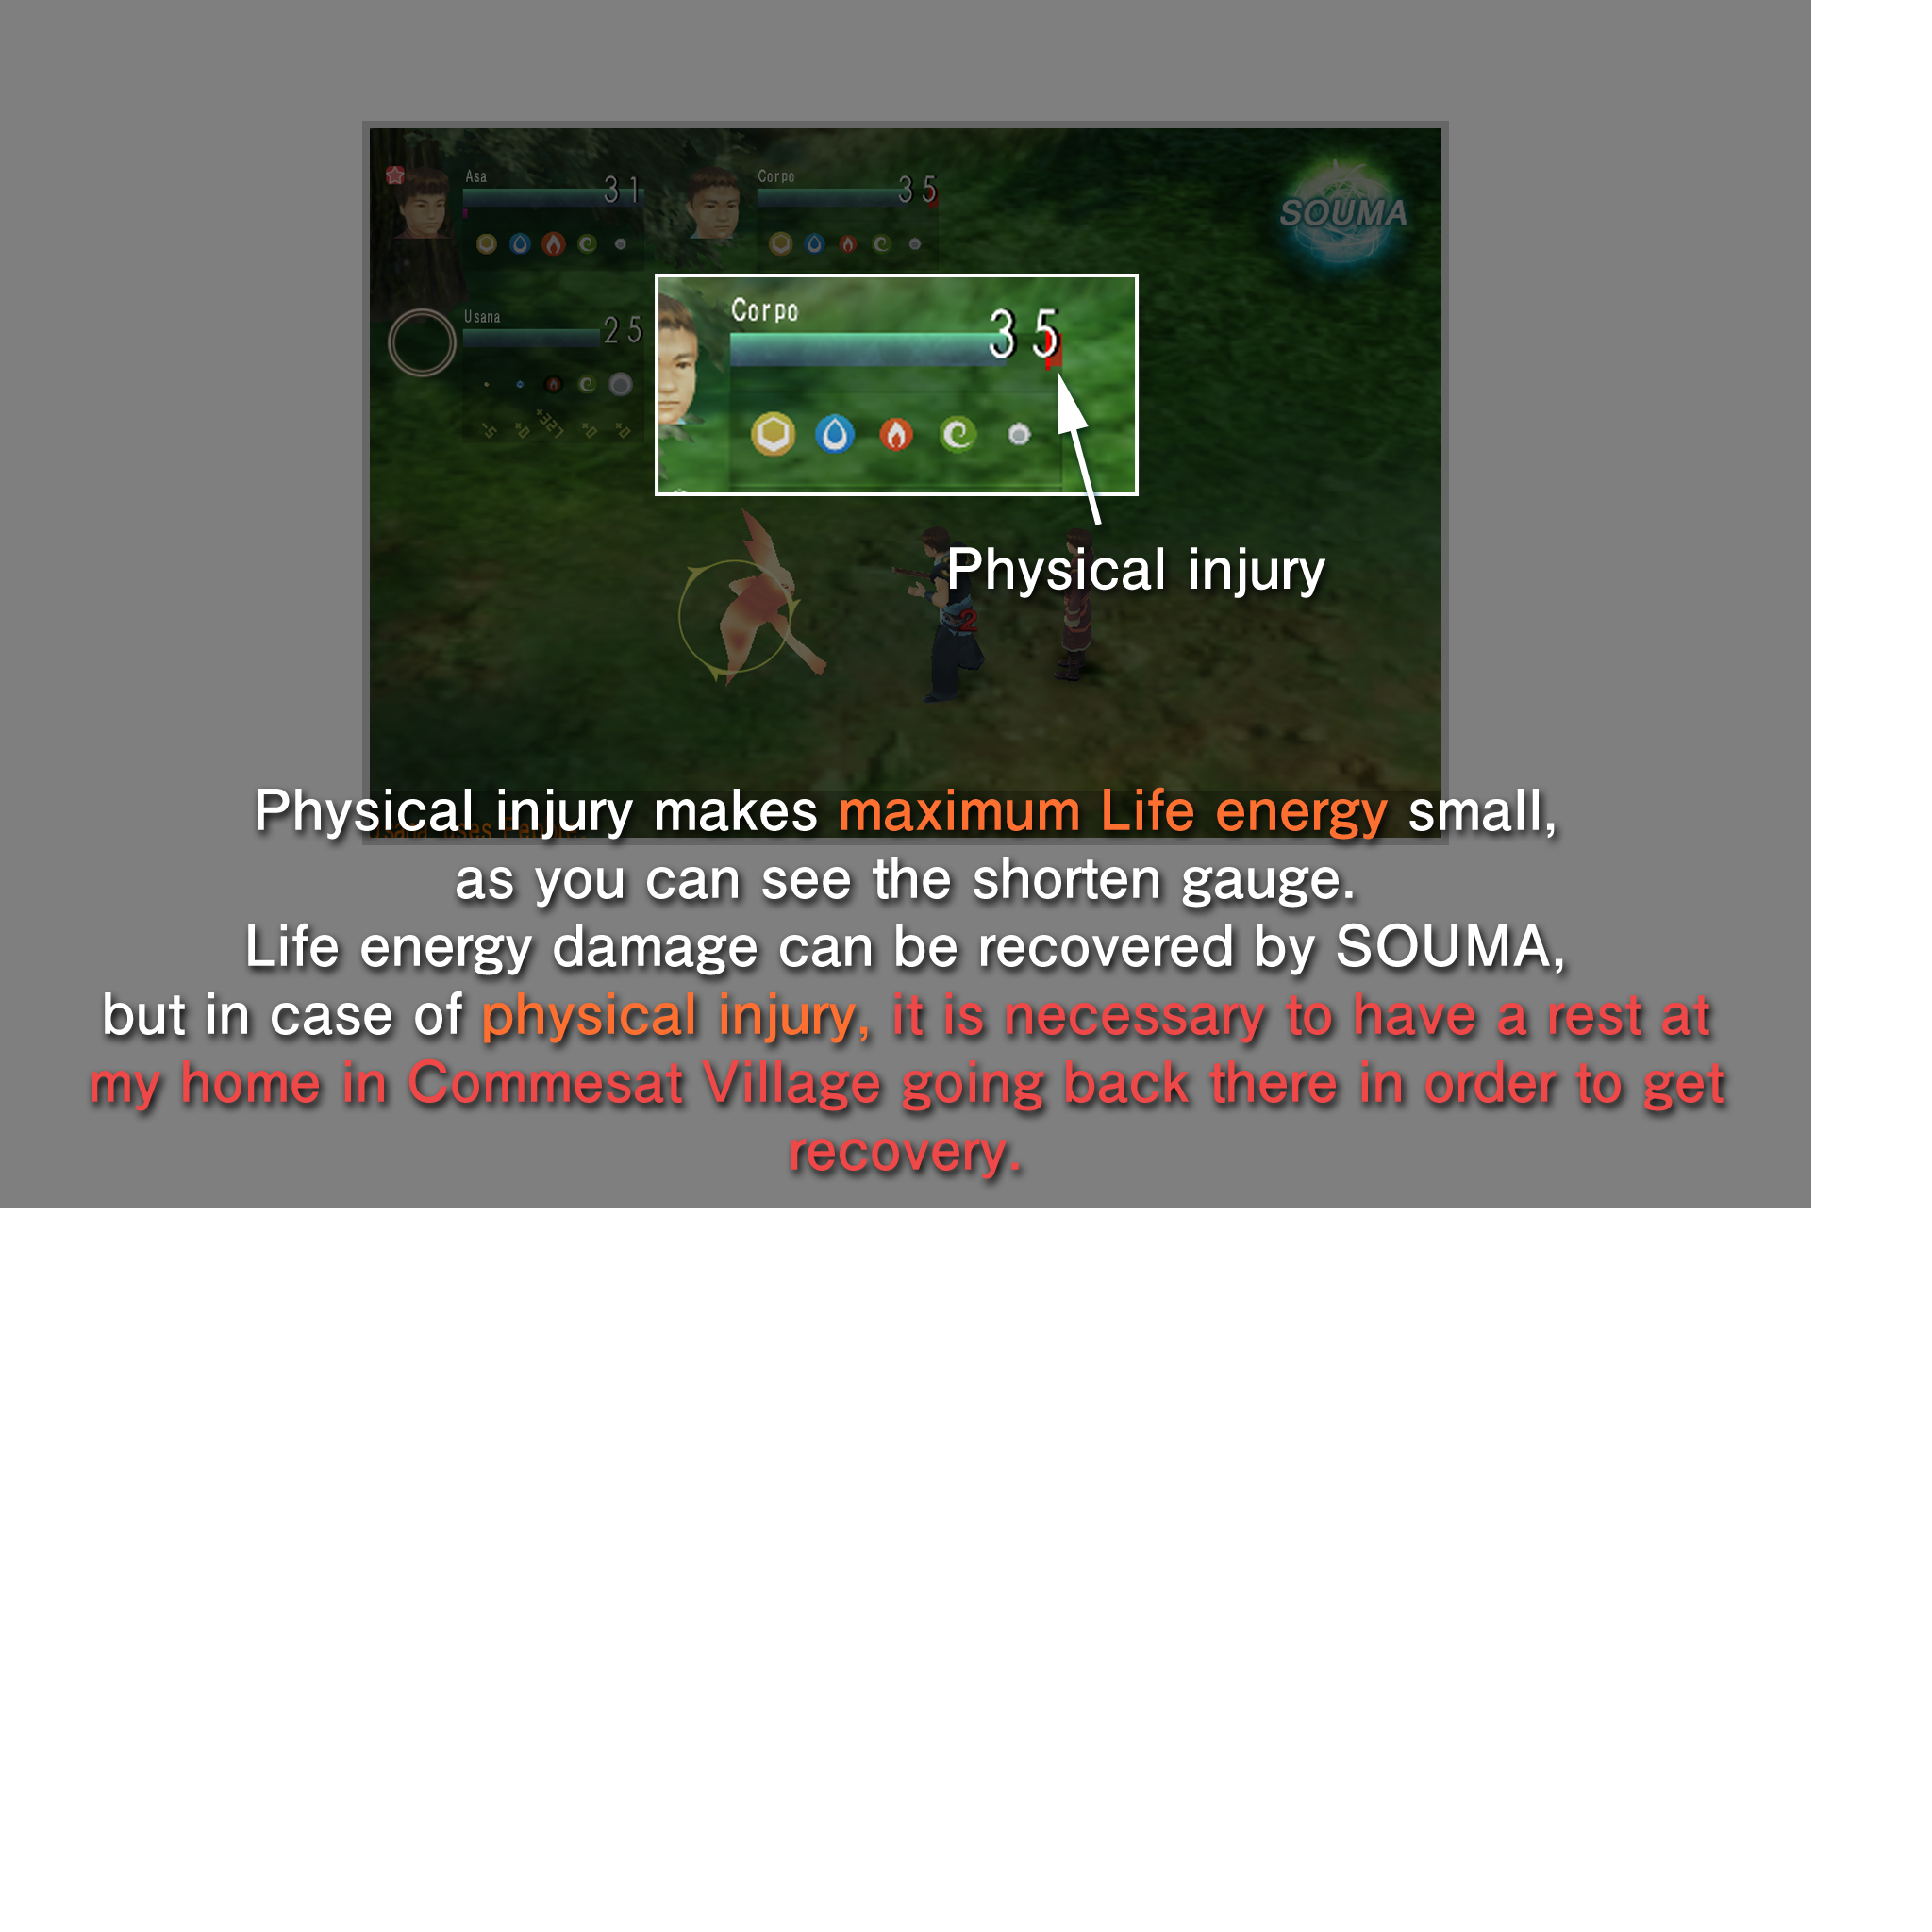 Asa
31
Corpo
35
SOUMA
Usana
25
Corpo
35
-5 +0 +327 +0 +0
Physical injury
2
Physical injury makes maximum Life energy small,
as you can see the shorten gauge.
Life energy damage can be recovered by SOUMA,
but in case of physical injury, it is necessary to have a rest at
my home in Commesat Village going back there in order to get
recovery.